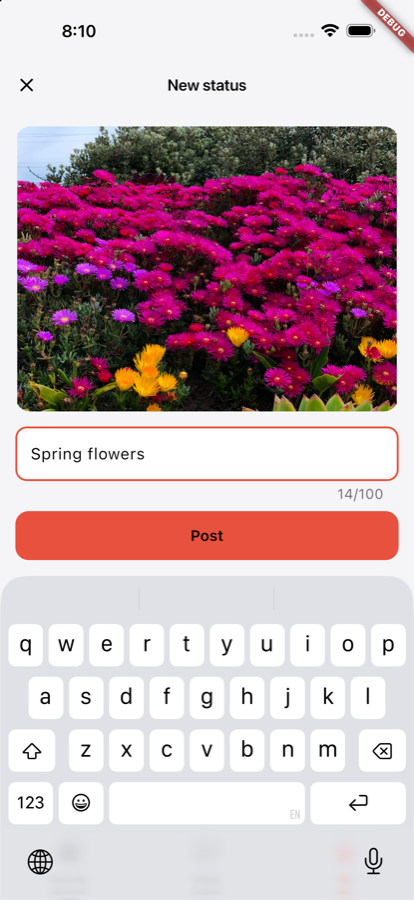 8:10
DEBUG
New status
Spring flowers
14/100
Post
q w e r t y u i o p
a s d f g h j k l
z x c v b n m
123
EN